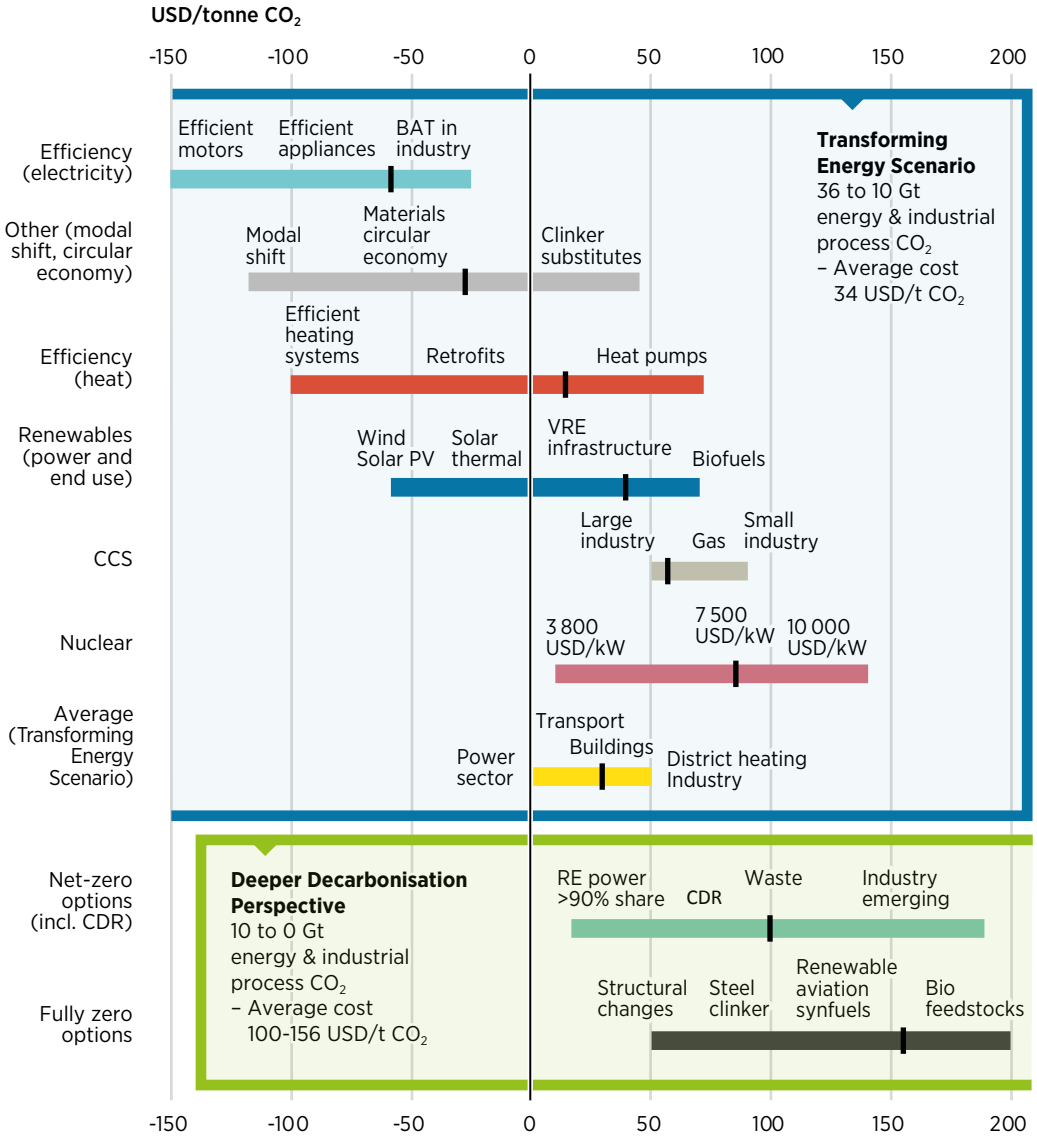 USD/tonne CO₂
-150 -100 -50 0 50 100 150 200
Efficiency
(electricity)
Efficient
motors
Efficient
appliances
BAT in
industry
Transforming
Energy Scenario
36 to 10 Gt
energy & industrial
process CO₂
– Average cost
34 USD/t CO₂
Other (modal
shift, circular
economy)
Modal
shift
Materials
circular
economy
Clinker
substitutes
Efficiency
(heat)
Efficient
heating
systems
Retrofits
Heat pumps
Renewables
(power and
end use)
Wind
Solar PV
Solar
thermal
VRE
infrastructure
Biofuels
CCS
Large
industry
Gas
Small
industry
Nuclear
3 800
USD/kW
7 500
USD/kW
10 000
USD/kW
Average
(Transforming
Energy
Scenario)
Power
sector
Transport
Buildings
District heating
Industry
Net-zero
options
(incl. CDR)
Deeper Decarbonisation
Perspective
10 to 0 Gt
energy & industrial
process CO₂
– Average cost
100-156 USD/t CO₂
RE power
>90% share
CDR
Waste
Industry
emerging
Fully zero
options
Structural
changes
Steel
clinker
Renewable
aviation
synfuels
Bio
feedstocks
-150 -100 -50 0 50 100 150 200